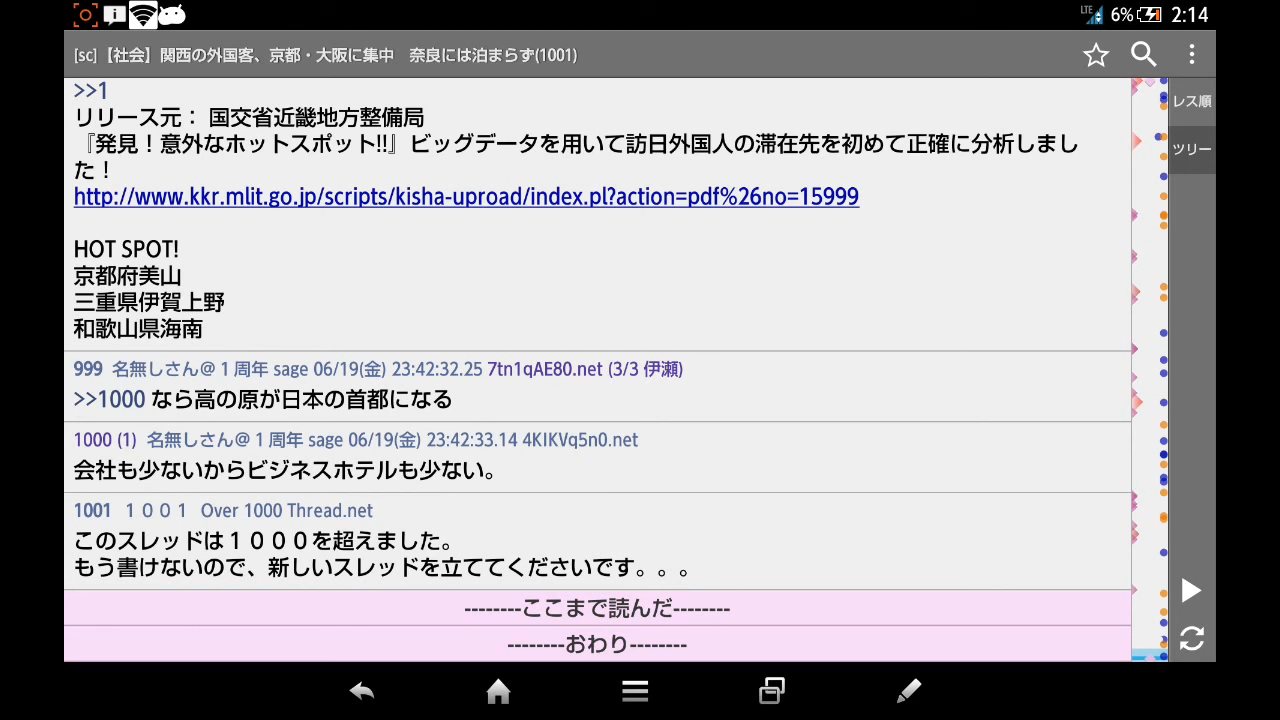 LTE 6% 2:14
[sc]【社会】関西の外国客、京都・大阪に集中　奈良には泊まらず(1001)
>>1
リリース元： 国交省近畿地方整備局
『発見！意外なホットスポット!!』ビッグデータを用いて訪日外国人の滞在先を初めて正確に分析しまし
た！
http://www.kkr.mlit.go.jp/scripts/kisha-uproad/index.pl?action=pdf%26no=15999
HOT SPOT!
京都府美山
三重県伊賀上野
和歌山県海南
999 名無しさん＠１周年 sage 06/19(金) 23:42:32.25 7tn1qAE80.net (3/3 伊瀬)
>>1000 なら高の原が日本の首都になる
1000 (1) 名無しさん＠１周年 sage 06/19(金) 23:42:33.14 4KIKVq5n0.net
会社も少ないからビジネスホテルも少ない。
1001 １００１ Over 1000 Thread.net
このスレッドは１０００を超えました。
もう書けないので、新しいスレッドを立ててくださいです。。。
--------ここまで読んだ--------
--------おわり--------
レス順
ツリー